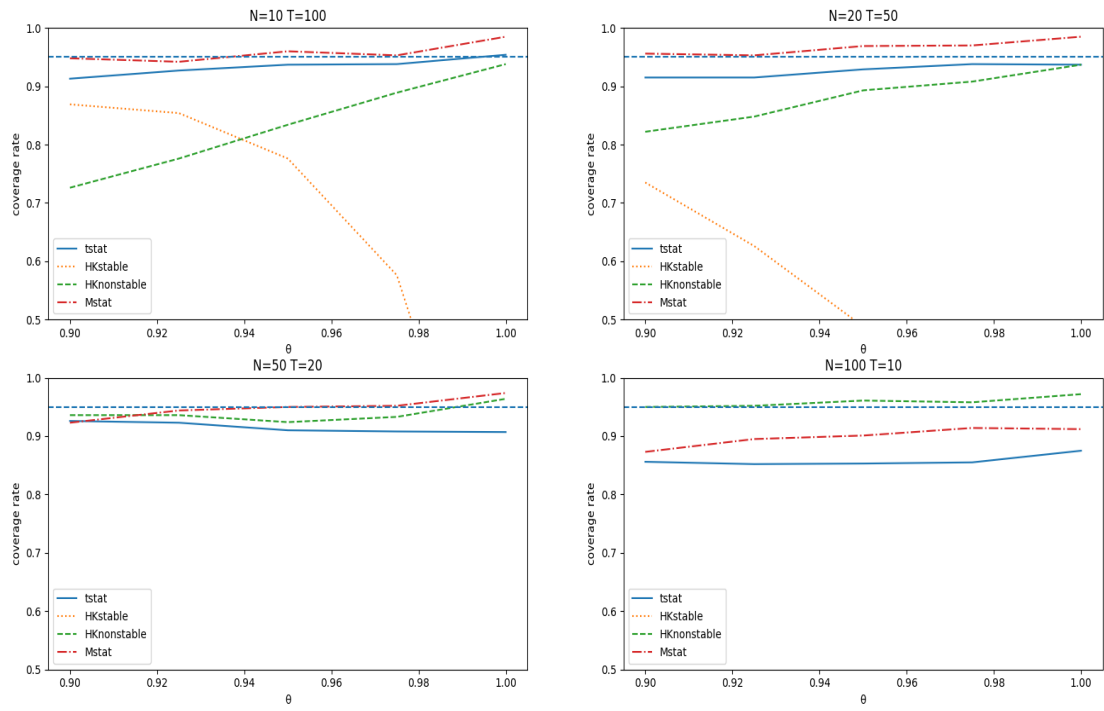 N=10 T=100
coverage rate
1.0
0.9
0.8
0.7
0.6
0.5
tstat
HKstable
HKnonstable
Mstat
0.90
0.92
0.94
0.96
0.98
1.00
θ
N=20 T=50
coverage rate
1.0
0.9
0.8
0.7
0.6
0.5
tstat
HKstable
HKnonstable
Mstat
0.90
0.92
0.94
0.96
0.98
1.00
θ
N=50 T=20
coverage rate
1.0
0.9
0.8
0.7
0.6
0.5
tstat
HKstable
HKnonstable
Mstat
0.90
0.92
0.94
0.96
0.98
1.00
θ
N=100 T=10
coverage rate
1.0
0.9
0.8
0.7
0.6
0.5
tstat
HKstable
HKnonstable
Mstat
0.90
0.92
0.94
0.96
0.98
1.00
θ